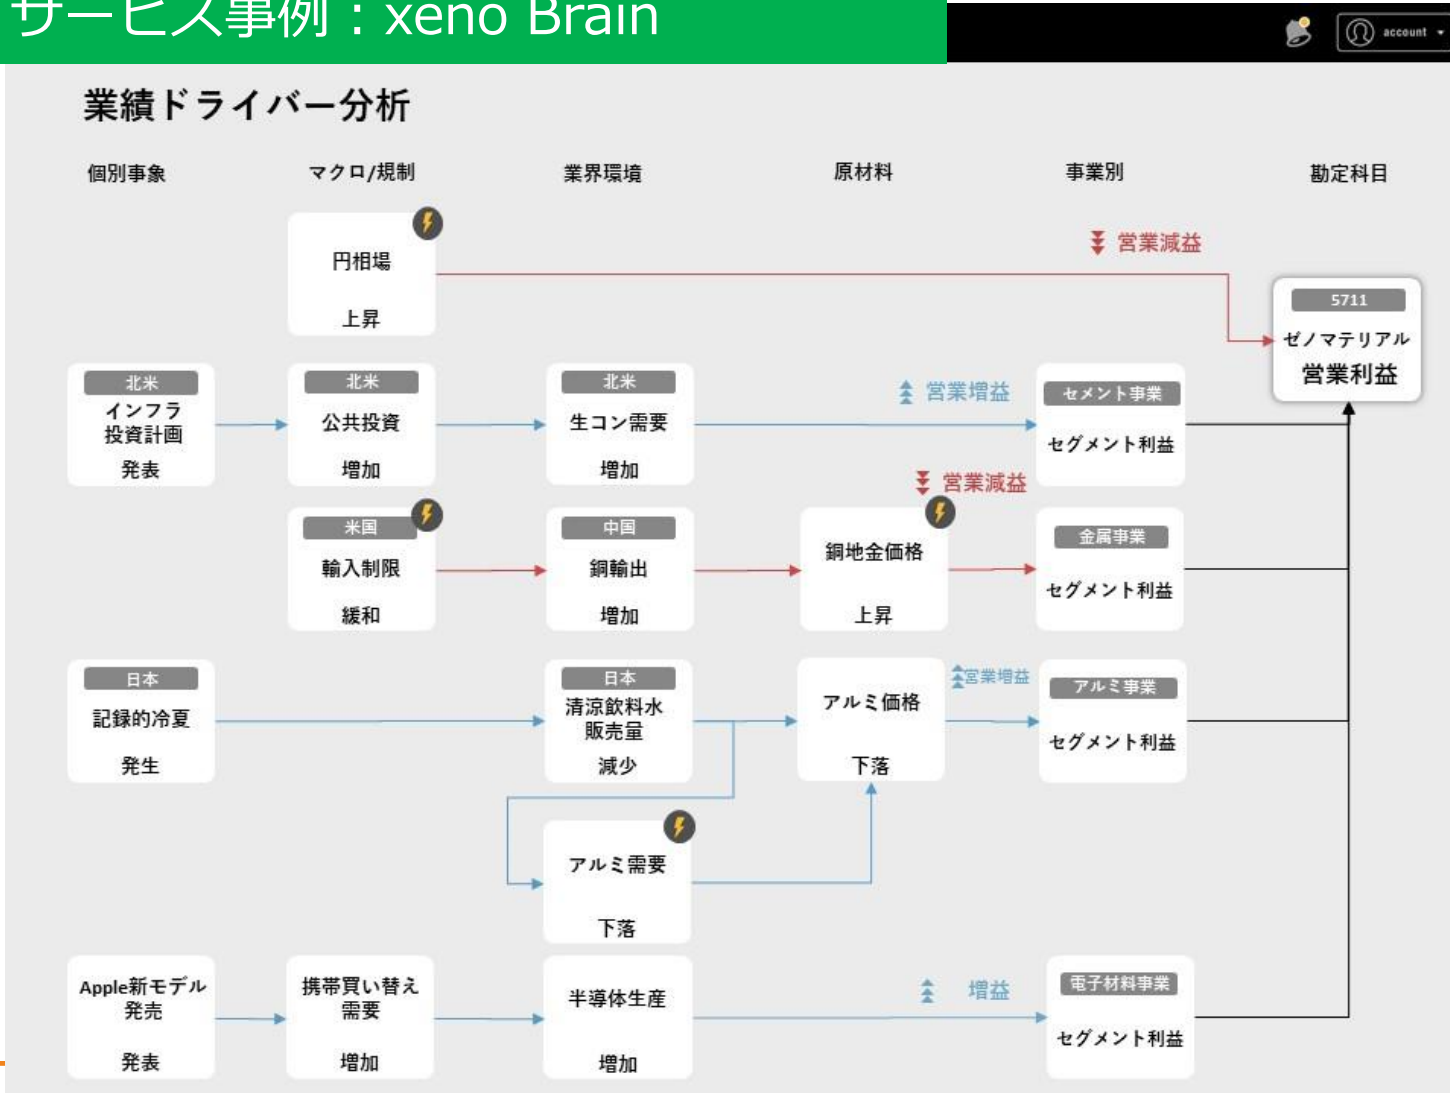 サービス事例：xeno Brain
account
業績ドライバー分析
個別事象
マクロ/規制
業界環境
原材料
事業別
勘定科目
円相場
上昇
営業減益
5711
ゼノマテリアル
営業利益
北米
インフラ
投資計画
発表
北米
公共投資
増加
北米
生コン需要
増加
営業増益
セメント事業
セグメント利益
米国
輸入制限
緩和
中国
銅輸出
増加
営業減益
銅地金価格
上昇
金属事業
セグメント利益
日本
記録的冷夏
発生
日本
清涼飲料水
販売量
減少
アルミ価格
下落
営業増益
アルミ事業
セグメント利益
アルミ需要
下落
Apple新モデル
発売
発表
携帯買い替え
需要
増加
半導体生産
増加
増益
電子材料事業
セグメント利益